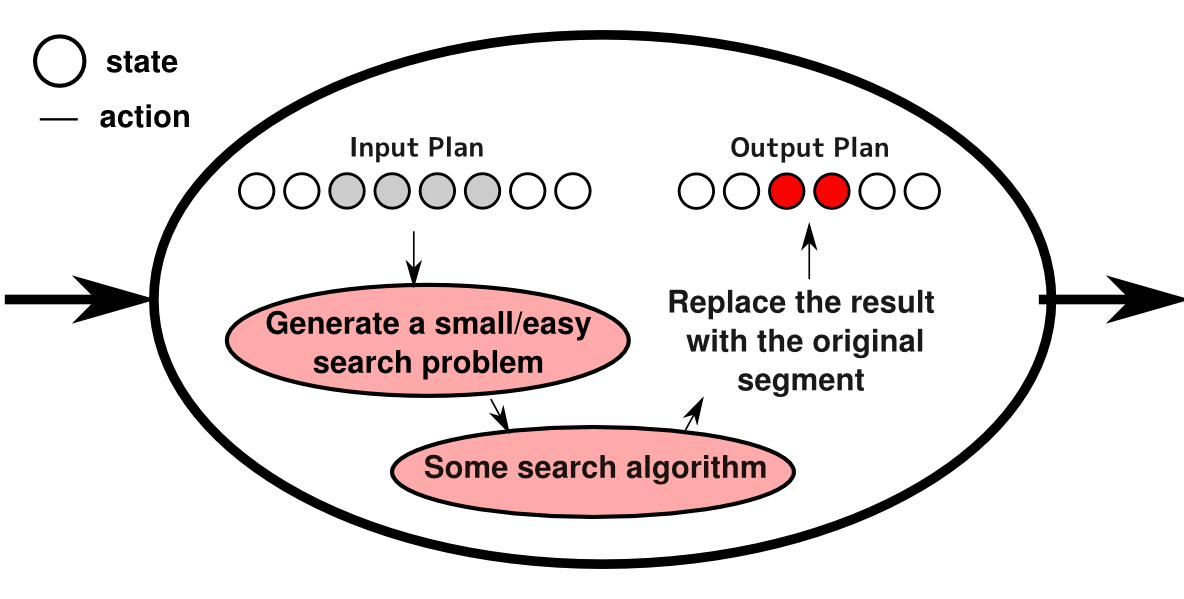 state
action
Input Plan
Output Plan
Generate a small/easy
search problem
Some search algorithm
Replace the result
with the original
segment